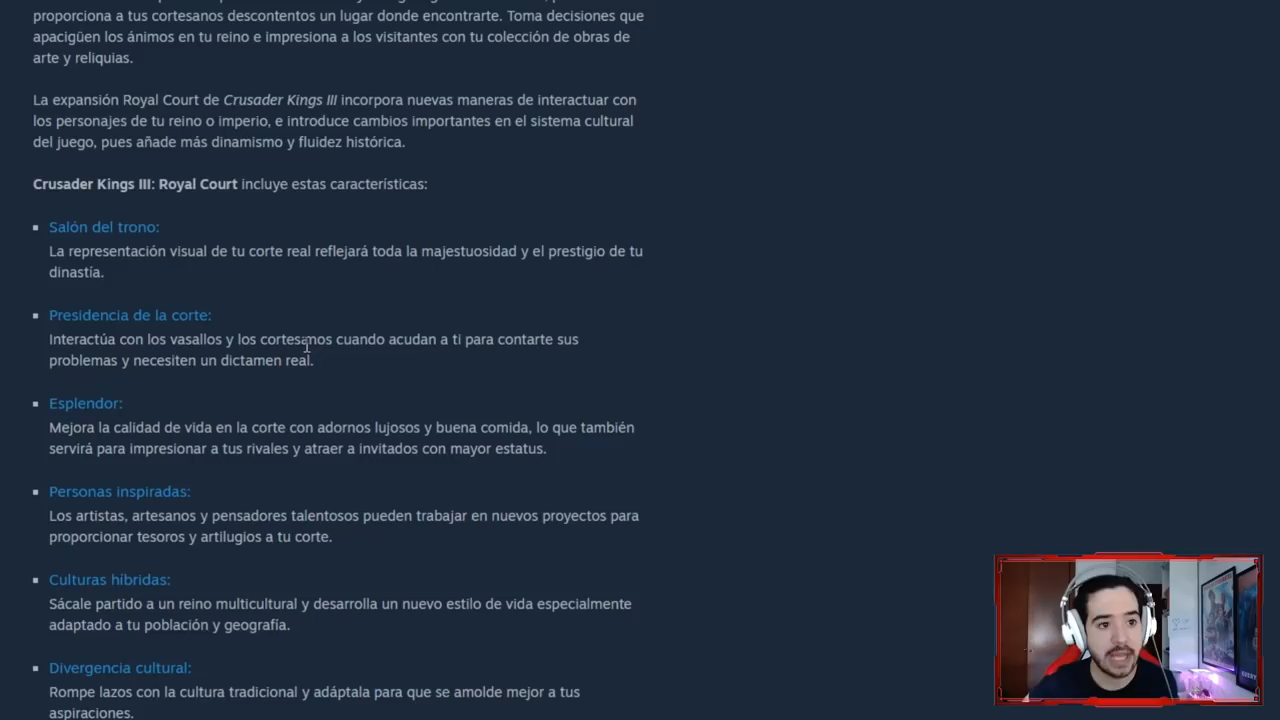 proporciona a tus cortesanos descontentos un lugar donde encontrarte. Toma decisiones que
apacigüen los ánimos en tu reino e impresiona a los visitantes con tu colección de obras de
arte y reliquias.
La expansión Royal Court de Crusader Kings III incorpora nuevas maneras de interactuar con
los personajes de tu reino o imperio, e introduce cambios importantes en el sistema cultural
del juego, pues añade más dinamismo y fluidez histórica.
Crusader Kings III: Royal Court incluye estas características:
Salón del trono:
La representación visual de tu corte real reflejará toda la majestuosidad y el prestigio de tu
dinastía.
Presidencia de la corte:
Interactúa con los vasallos y los cortesanos cuando acudan a ti para contarte sus
problemas y necesiten un dictamen real.
Esplendor:
Mejora la calidad de vida en la corte con adornos lujosos y buena comida, lo que también
servirá para impresionar a tus rivales y atraer a invitados con mayor estatus.
Personas inspiradas:
Los artistas, artesanos y pensadores talentosos pueden trabajar en nuevos proyectos para
proporcionar tesoros y artilugios a tu corte.
Culturas híbridas:
Sácale partido a un reino multicultural y desarrolla un nuevo estilo de vida especialmente
adaptado a tu población y geografía.
Divergencia cultural:
Rompe lazos con la cultura tradicional y adáptala para que se amolde mejor a tus
aspiraciones.